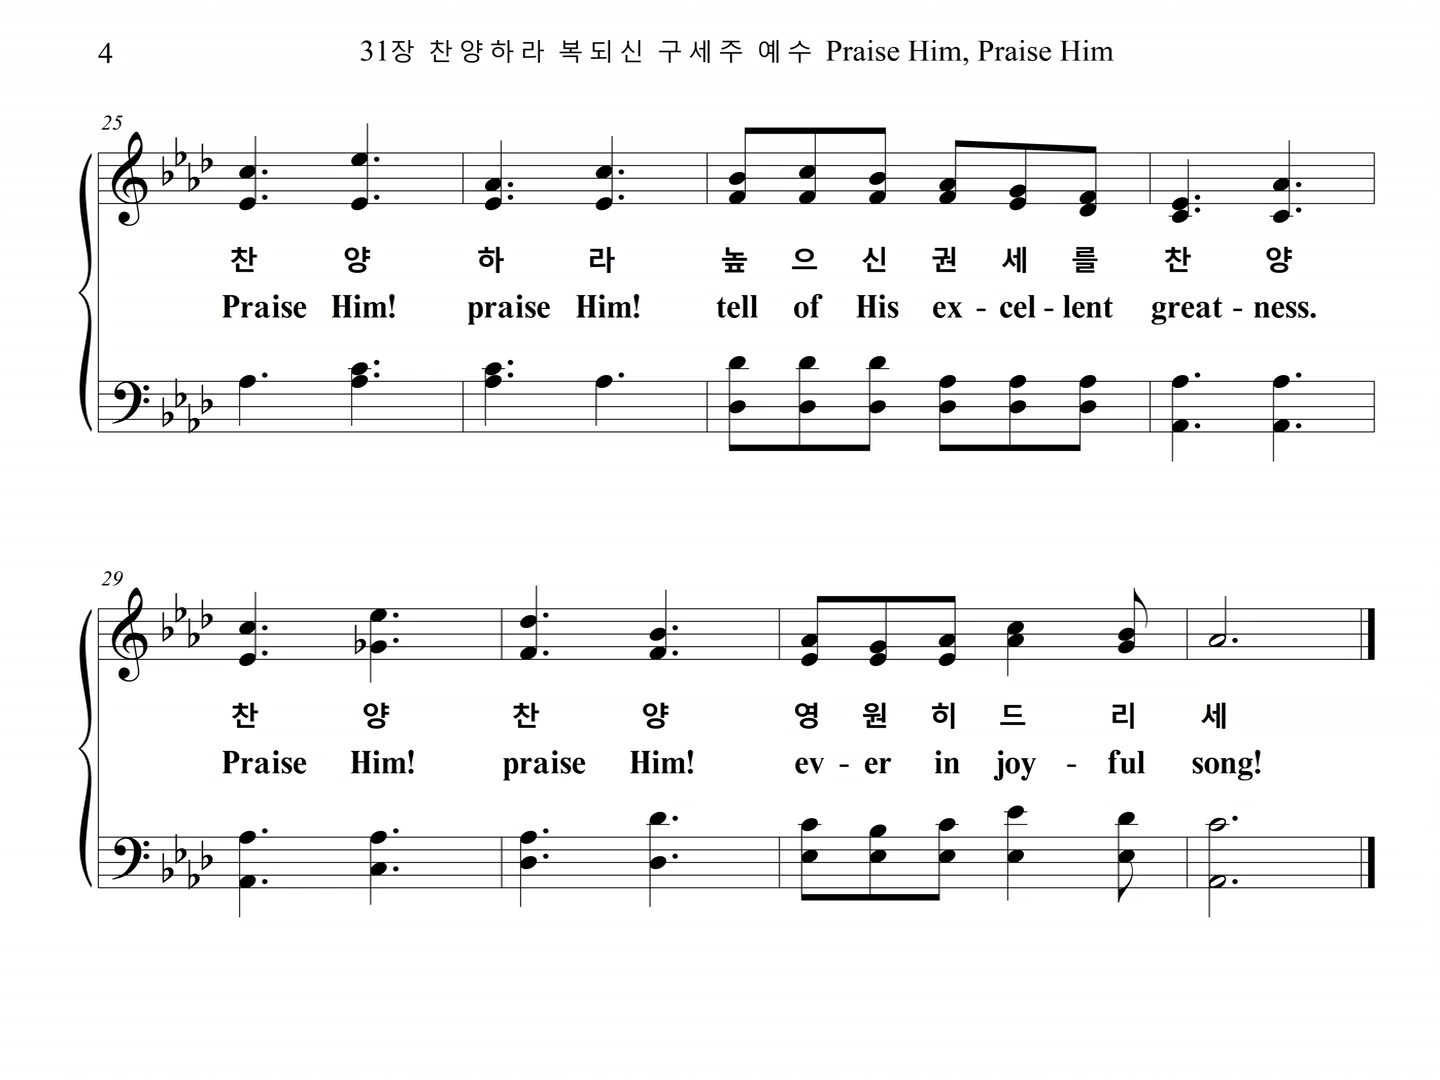 4
31장 찬양하라 복되신 구세주 예수 Praise Him, Praise Him
25
찬 양 하 라 높 으 신 권 세 를 찬 양
Praise Him! praise Him! tell of His ex - cel - lent great - ness.
29
찬 양 찬 양 영 원 히 드 리 세
Praise Him! praise Him! ev - er in joy - ful song!